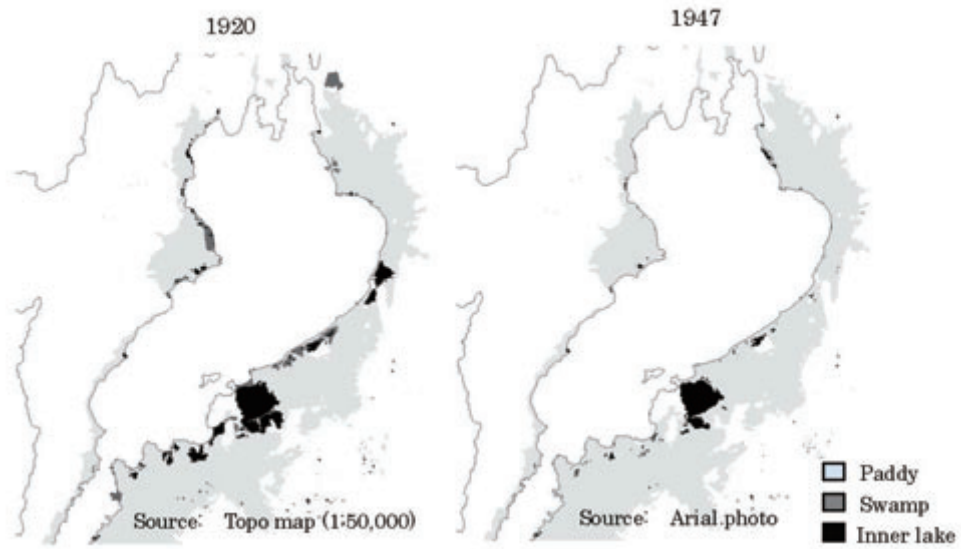 1920
1947
Source: Topo map (1:50,000)
Source: Arial.photo
Paddy
Swamp
Inner lake